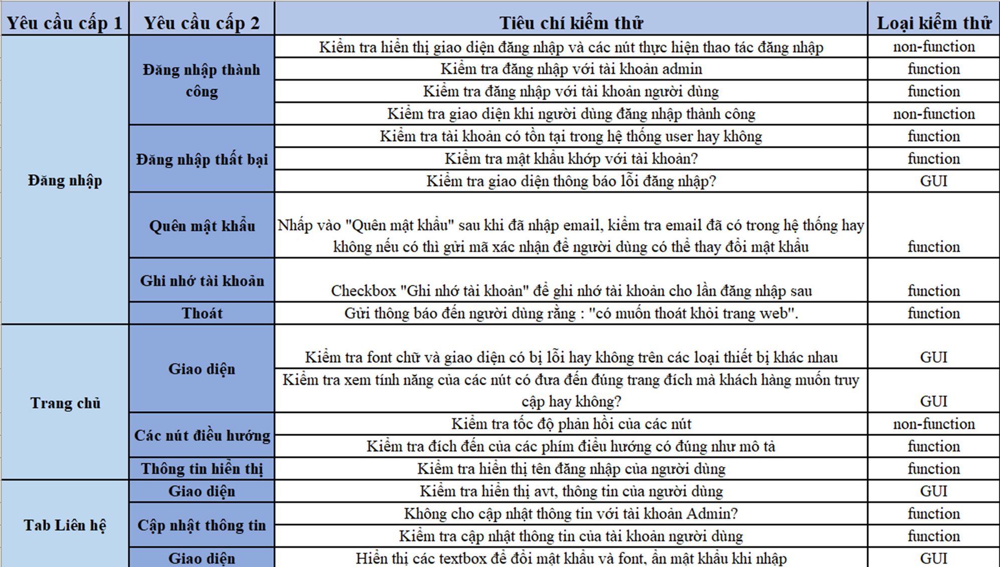 Yêu cầu cấp 1 Yêu cầu cấp 2 Tiêu chí kiểm thử Loại kiểm thử
Đăng nhập
Đăng nhập thành
công
Kiểm tra hiển thị giao diện đăng nhập và các nút thực hiện thao tác đăng nhập non-function
Kiểm tra đăng nhập với tài khoản admin function
Kiểm tra đăng nhập với tài khoản người dùng function
Kiểm tra giao diện khi người dùng đăng nhập thành công non-function
Đăng nhập thất bại
Kiểm tra tài khoản có tồn tại trong hệ thống user hay không function
Kiểm tra mật khẩu khớp với tài khoản? function
Kiểm tra giao diện thông báo lỗi đăng nhập? GUI
Quên mật khẩu
Nhấp vào "Quên mật khẩu" sau khi đã nhập email, kiểm tra email đã có trong hệ thống hay
không nếu có thì gửi mã xác nhận để người dùng có thể thay đổi mật khẩu function
Ghi nhớ tài khoản
Checkbox "Ghi nhớ tài khoản" để ghi nhớ tài khoản cho lần đăng nhập sau function
Thoát Gửi thông báo đến người dùng rằng : "có muốn thoát khỏi trang web". function
Trang chủ
Giao diện
Kiểm tra font chữ và giao diện có bị lỗi hay không trên các loại thiết bị khác nhau GUI
Kiểm tra xem tính năng của các nút có đưa đến đúng trang đích mà khách hàng muốn truy
cập hay không? GUI
Các nút điều hướng
Kiểm tra tốc độ phản hồi của các nút non-function
Kiểm tra đích đến của các phím điều hướng có đúng như mô tả function
Thông tin hiển thị Kiểm tra hiển thị tên đăng nhập của người dùng function
Tab Liên hệ
Giao diện Kiểm tra hiển thị avt, thông tin của người dùng GUI
Cập nhật thông tin
Không cho cập nhật thông tin với tài khoản Admin? function
Kiểm tra cập nhật thông tin của tài khoản người dùng function
Giao diện Hiển thị các textbox để đổi mật khẩu và font, ẩn mật khẩu khi nhập GUI